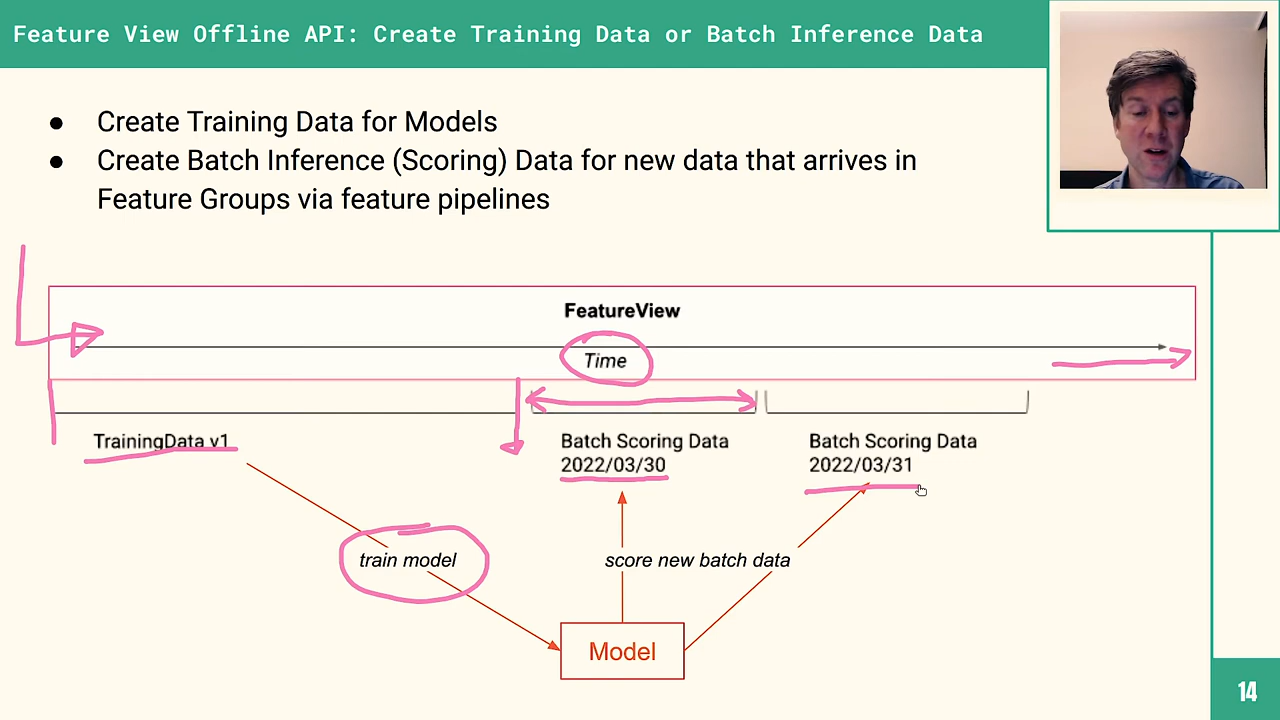 Feature View Offline API: Create Training Data or Batch Inference Data
● Create Training Data for Models
● Create Batch Inference (Scoring) Data for new data that arrives in
Feature Groups via feature pipelines
FeatureView
Time
TrainingData v1
Batch Scoring Data
2022/03/30
Batch Scoring Data
2022/03/31
train model
score new batch data
Model
14